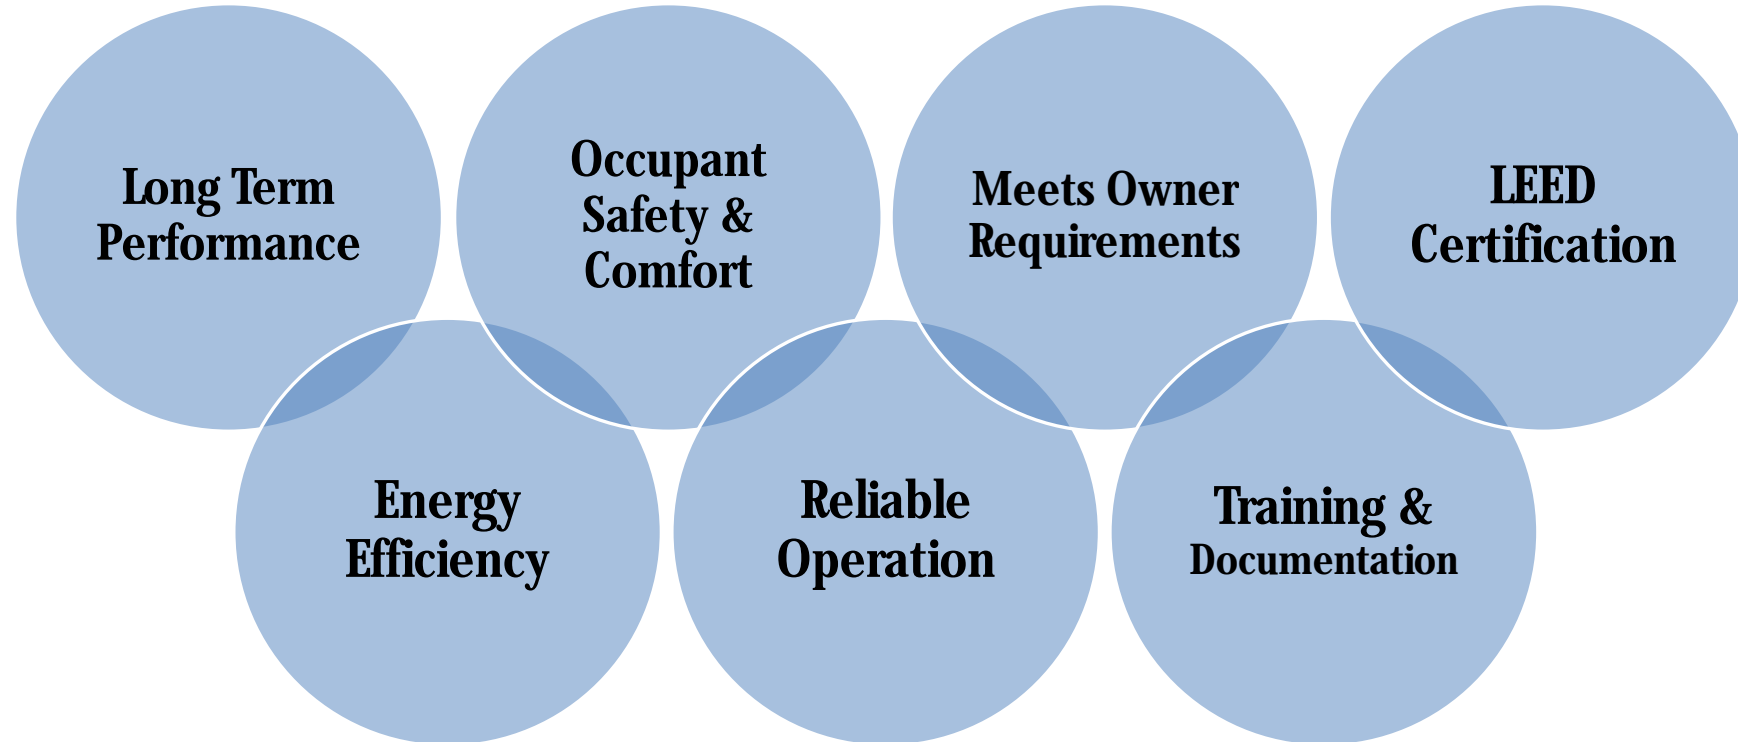 Long Term
Performance
Occupant
Safety &
Comfort
Meets Owner
Requirements
LEED
Certification
Energy
Efficiency
Reliable
Operation
Training &
Documentation